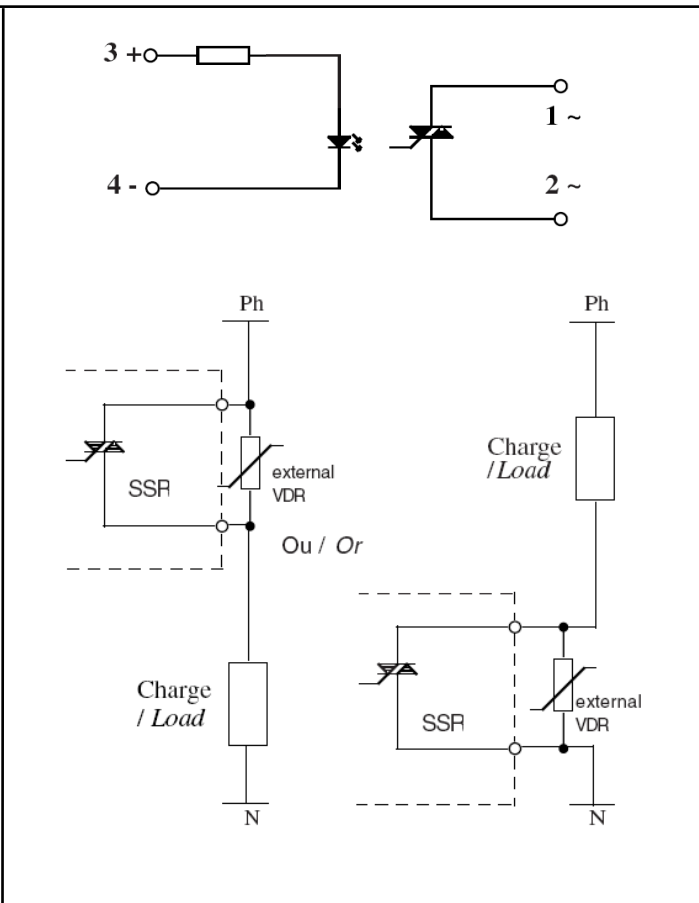 3 +
1 ~
4 -
2 ~
Ph
SSR
external
VDR
Ou / Or
Charge
/ Load
N
Ph
Charge
/Load
SSR
external
VDR
N